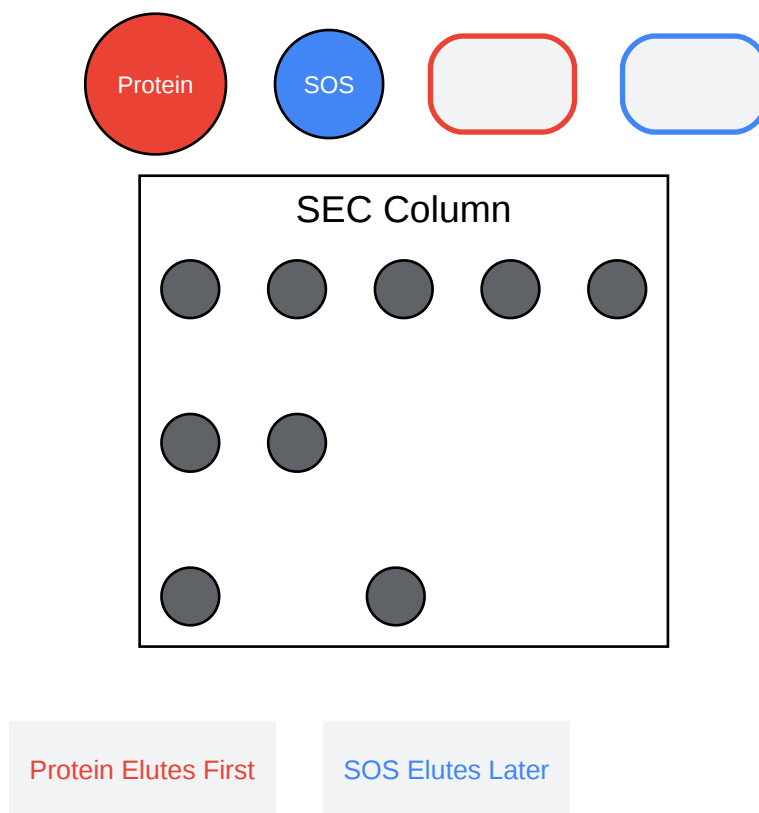 Protein
SOS
SEC Column
Protein Elutes First
SOS Elutes Later